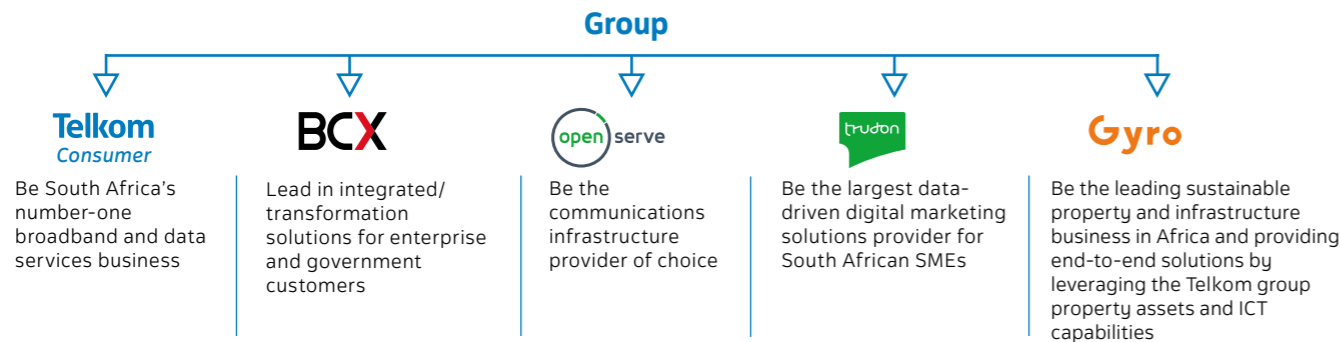 Group
Telkom
Consumer
Be South Africa's
number-one
broadband and data
services business
BCX
Lead in integrated/
transformation
solutions for enterprise
and government
customers
open serve
Be the
communications
infrastructure
provider of choice
trudon
Be the largest data-
driven digital marketing
solutions provider for
South African SMEs
Gyro
Be the leading sustainable
property and infrastructure
business in Africa and providing
end-to-end solutions by
leveraging the Telkom group
property assets and ICT
capabilities